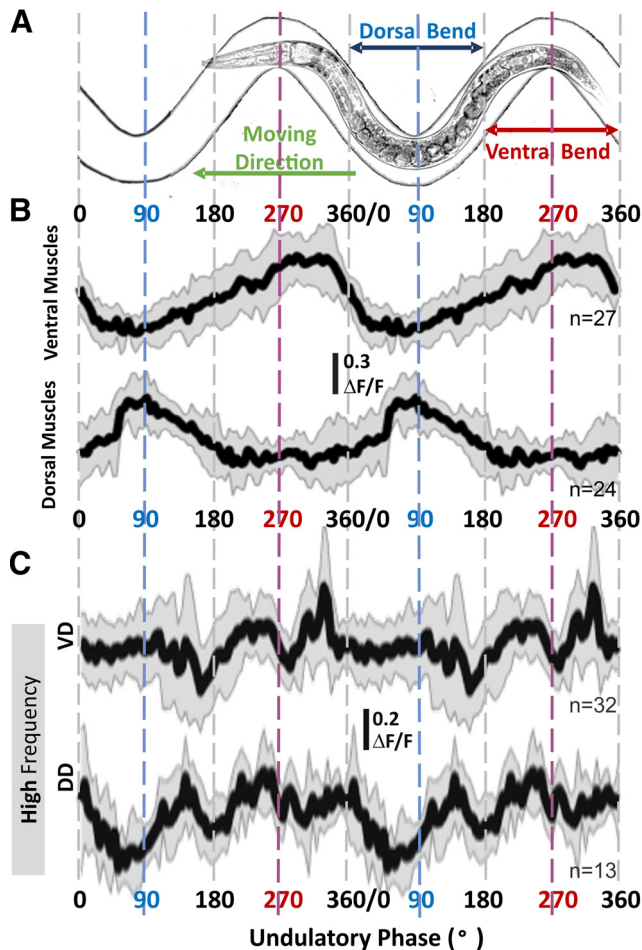 A
Dorsal Bend
Moving
Direction
Ventral Bend
B
0 90 180 270 360/0 90 180 270 360
Ventral Muscles
n=27
0.3
ΔF/F
Dorsal Muscles
n=24
0 90 180 270 360/0 90 180 270 360
C
High Frequency
VD
n=32
0.2
ΔF/F
DD
n=13
0 90 180 270 360/0 90 180 270 360
Undulatory Phase (°)